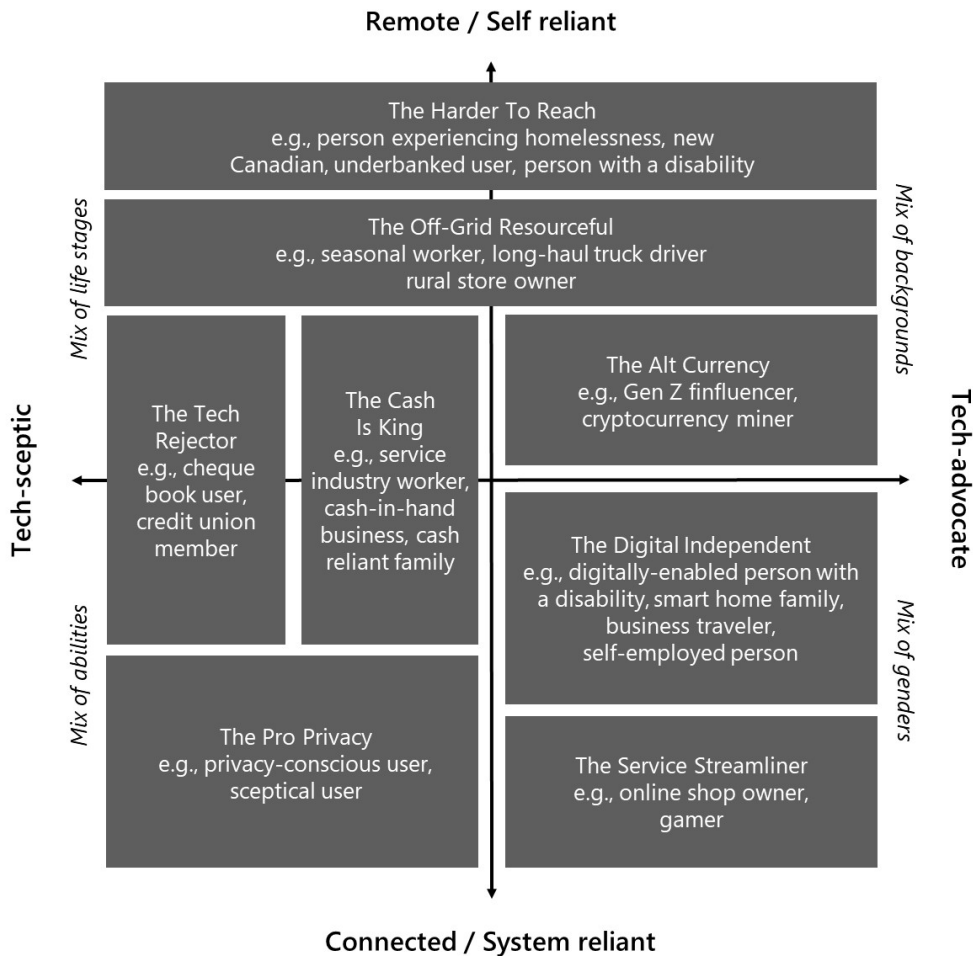 Remote / Self reliant
The Harder To Reach
e.g., person experiencing homelessness, new
Canadian, underbanked user, person with a disability
Mix of life stages
Mix of backgrounds
The Off-Grid Resourceful
e.g., seasonal worker, long-haul truck driver
rural store owner
The Tech
Rejector
e.g., cheque
book user,
credit union
member
The Cash
Is King
e.g., service
industry worker,
cash-in-hand
business, cash
reliant family
The Alt Currency
e.g., Gen Z finfluencer,
cryptocurrency miner
Tech-sceptic
Tech-advocate
The Digital Independent
e.g., digitally-enabled person with
a disability, smart home family,
business traveler,
self-employed person
Mix of abilities
Mix of genders
The Pro Privacy
e.g., privacy-conscious user,
sceptical user
The Service Streamliner
e.g., online shop owner,
gamer
Connected / System reliant